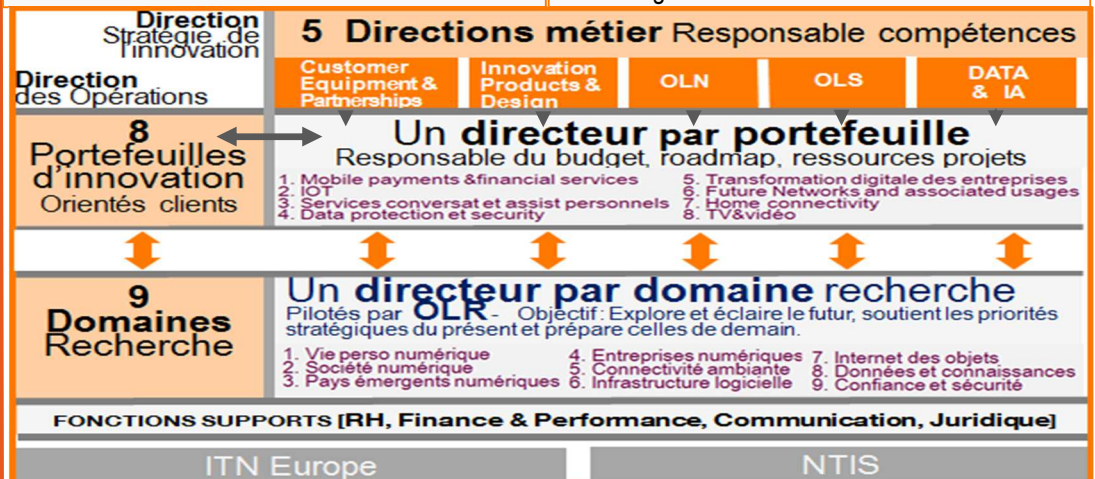 Direction
Stratégie de
l'innovation
Direction
des Opérations
5 Directions métier Responsable compétences
Customer
Equipment &
Partnerships
Innovation
Products &
Design
OLN
OLS
DATA
& IA
8
Portefeuilles
d'innovation
Orientés clients
Un directeur par portefeuille
Responsable du budget, roadmap, ressources projets
1. Mobile payments &financial services
2. IOT
3. Services conversat et assist personnels
4. Data protection et security
5. Transformation digitale des entreprises
6. Future Networks and associated usages
7. Home connectivity
8. TV&vidéo
9
Domaines
Recherche
Un directeur par domaine recherche
Pilotés par OLR - Objectif: Explore et éclaire le futur, soutient les priorités
stratégiques du présent et prépare celles de demain.
1. Vie perso numérique
2. Société numérique
3. Pays émergents numériques
4. Entreprises numériques
5. Connectivité ambiante
6. Infrastructure logicielle
7. Internet des objets
8. Données et connaissances
9. Confiance et sécurité
FONCTIONS SUPPORTS [RH, Finance & Performance, Communication, Juridique]
ITN Europe
NTIS